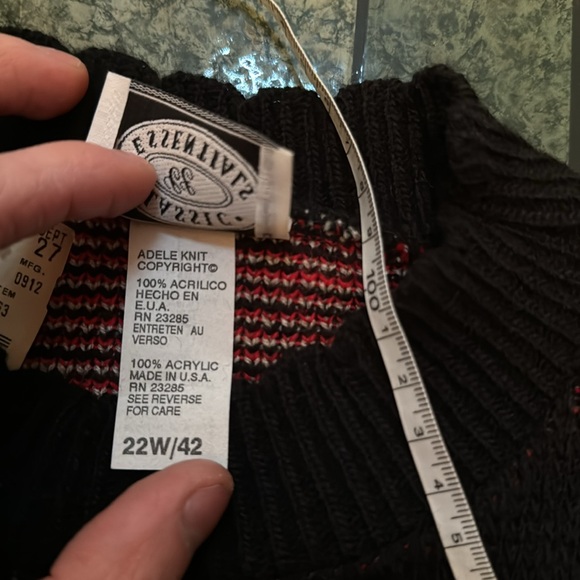 ESSENTIALS
CLASSIC
ADELE KNIT
COPYRIGHT©
100% ACRILICO
HECHO EN
E.U.A.
RN 23285
ENTRETEN AU
VERSO
100% ACRYLIC
MADE IN U.S.A.
RN 23285
SEE REVERSE
FOR CARE
22W/42
27
MFG.
0912
100
1
2
3
4
5